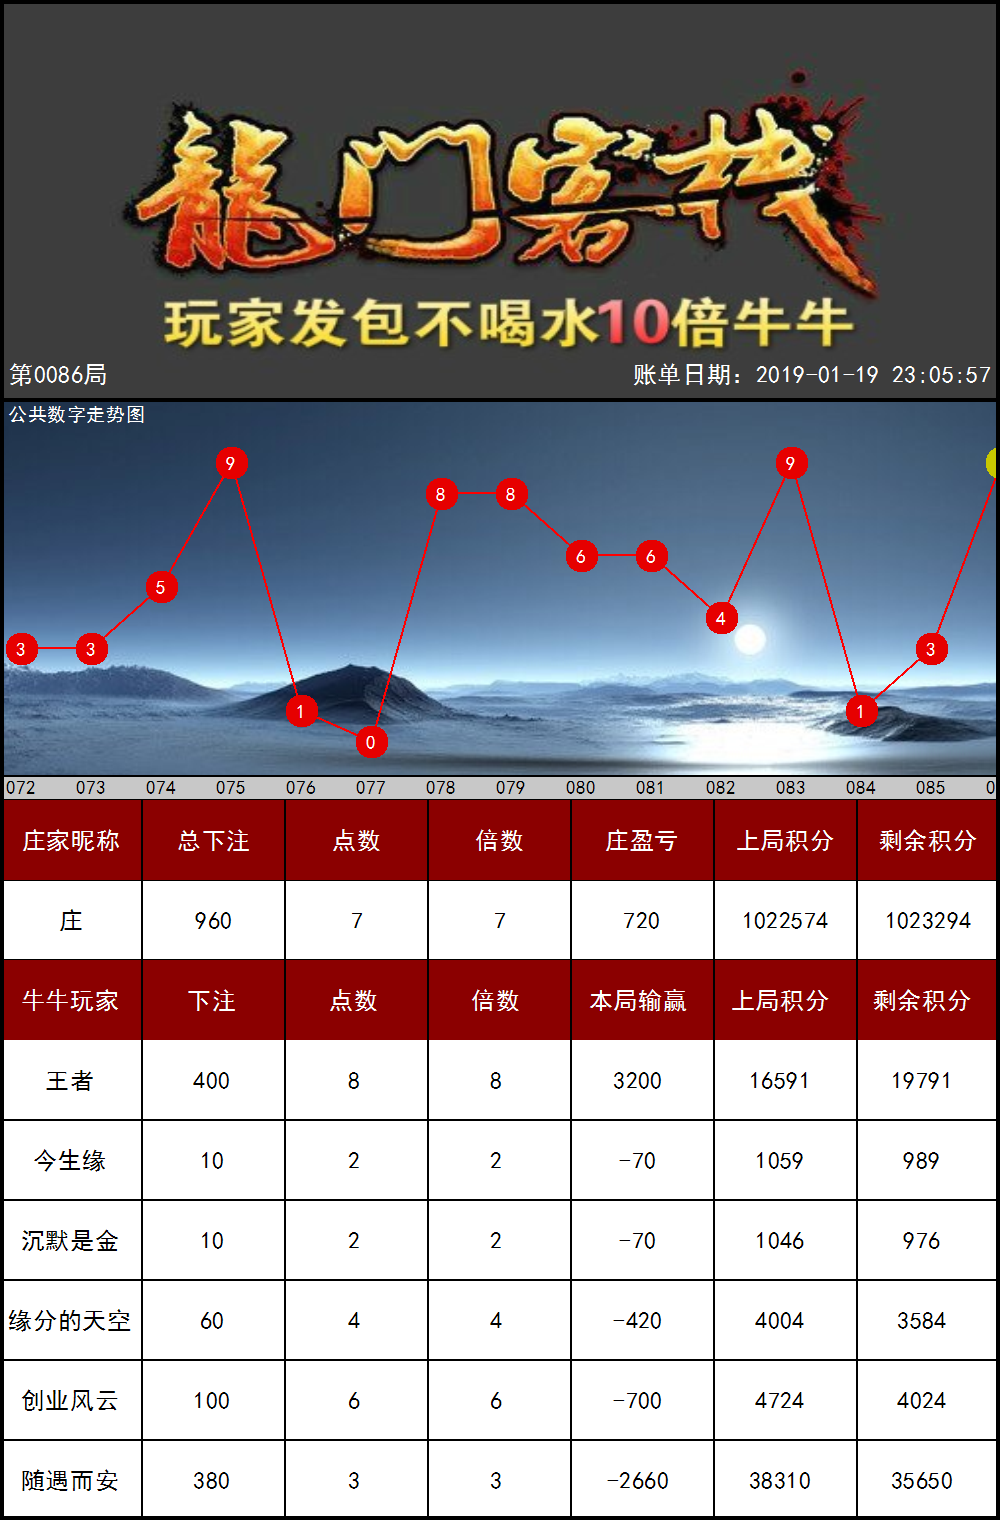 龍门客栈
玩家发包不喝水10倍牛牛
第0086局 账单日期：2019-01-19 23:05:57
公共数字走势图
3 3 5 9 1 0 8 8 6 6 4 9 1 3
072 073 074 075 076 077 078 079 080 081 082 083 084 085 0
庄家昵称 总下注 点数 倍数 庄盈亏 上局积分 剩余积分
庄 960 7 7 720 1022574 1023294
牛牛玩家 下注 点数 倍数 本局输赢 上局积分 剩余积分
王者 400 8 8 3200 16591 19791
今生缘 10 2 2 -70 1059 989
沉默是金 10 2 2 -70 1046 976
缘分的天空 60 4 4 -420 4004 3584
创业风云 100 6 6 -700 4724 4024
随遇而安 380 3 3 -2660 38310 35650